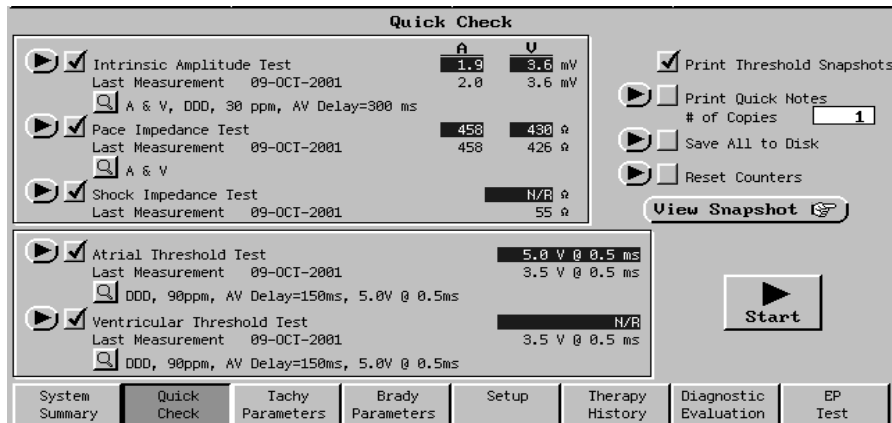 Quick Check
A V
Intrinsic Amplitude Test 1.9 3.6 mV
Last Measurement 09-OCT-2001 2.0 3.6 mV
A & V, DDD, 30 ppm, AV Delay=300 ms
Pace Impedance Test 458 430 Ω
Last Measurement 09-OCT-2001 458 426 Ω
A & V
Shock Impedance Test N/R Ω
Last Measurement 09-OCT-2001 55 Ω
Print Threshold Snapshots
Print Quick Notes
# of Copies 1
Save All to Disk
Reset Counters
View Snapshot
Atrial Threshold Test 5.0 V @ 0.5 ms
Last Measurement 09-OCT-2001 3.5 V @ 0.5 ms
DDD, 90ppm, AV Delay=150ms, 5.0V @ 0.5ms
Ventricular Threshold Test N/R
Last Measurement 09-OCT-2001 3.5 V @ 0.5 ms
DDD, 90ppm, AV Delay=150ms, 5.0V @ 0.5ms
Start
System Summary
Quick Check
Tachy Parameters
Brady Parameters
Setup
Therapy History
Diagnostic Evaluation
EP Test